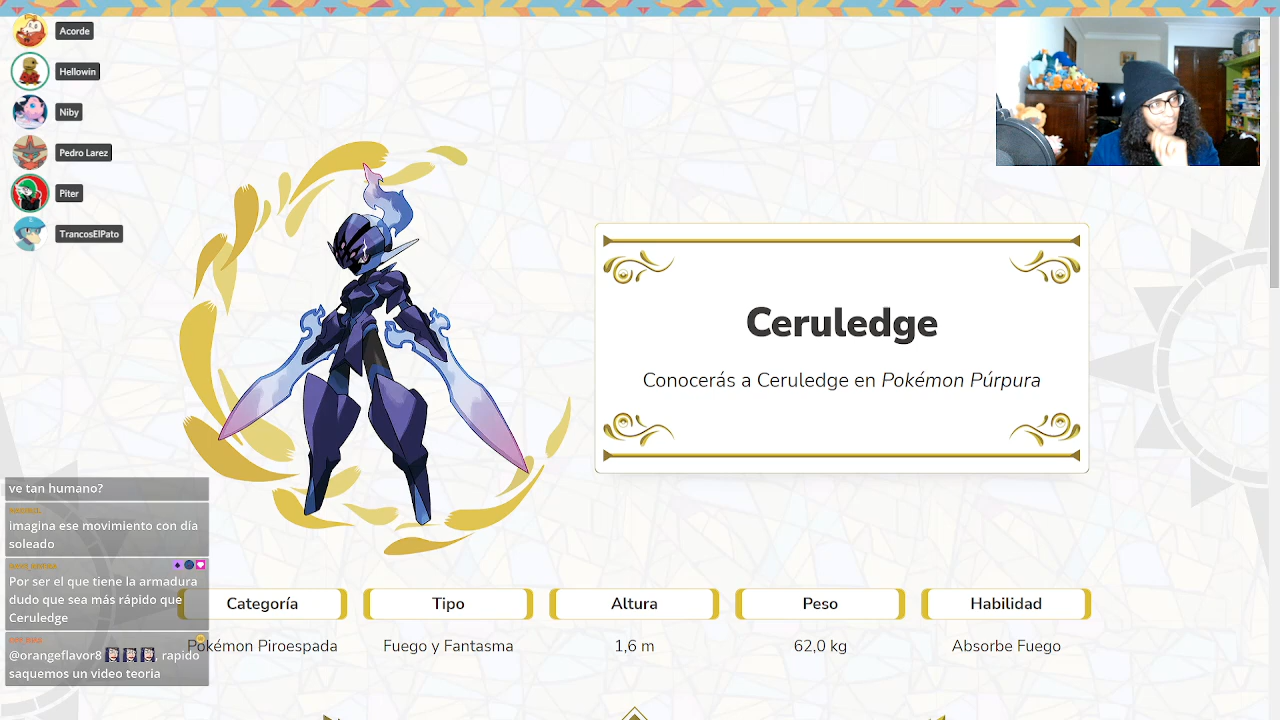 Acorde
Hellowin
Niby
Pedro Larez
Piter
TrancosElPato
Ceruledge
Conocerás a Ceruledge en Pokémon Púrpura
ve tan humano?
imagina ese movimiento con día
soleado
Por ser el que tiene la armadura
dudo que sea más rápido que
Ceruledge
@orangeflavor8 rapido
saquemos un video teoria
Categoría
Tipo
Altura
Peso
Habilidad
Pokémon Piroespada
Fuego y Fantasma
1,6 m
62,0 kg
Absorbe Fuego